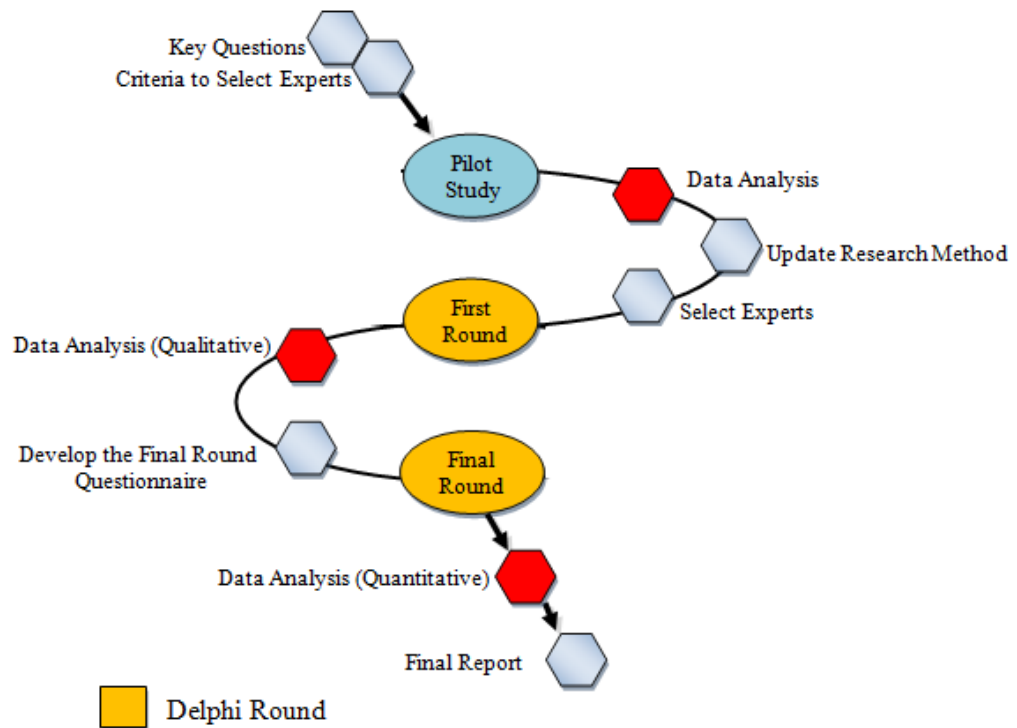 Key Questions
Criteria to Select Experts
Pilot
Study
Data Analysis
Update Research Method
Select Experts
First
Round
Data Analysis (Qualitative)
Develop the Final Round
Questionnaire
Final
Round
Data Analysis (Quantitative)
Final Report
Delphi Round